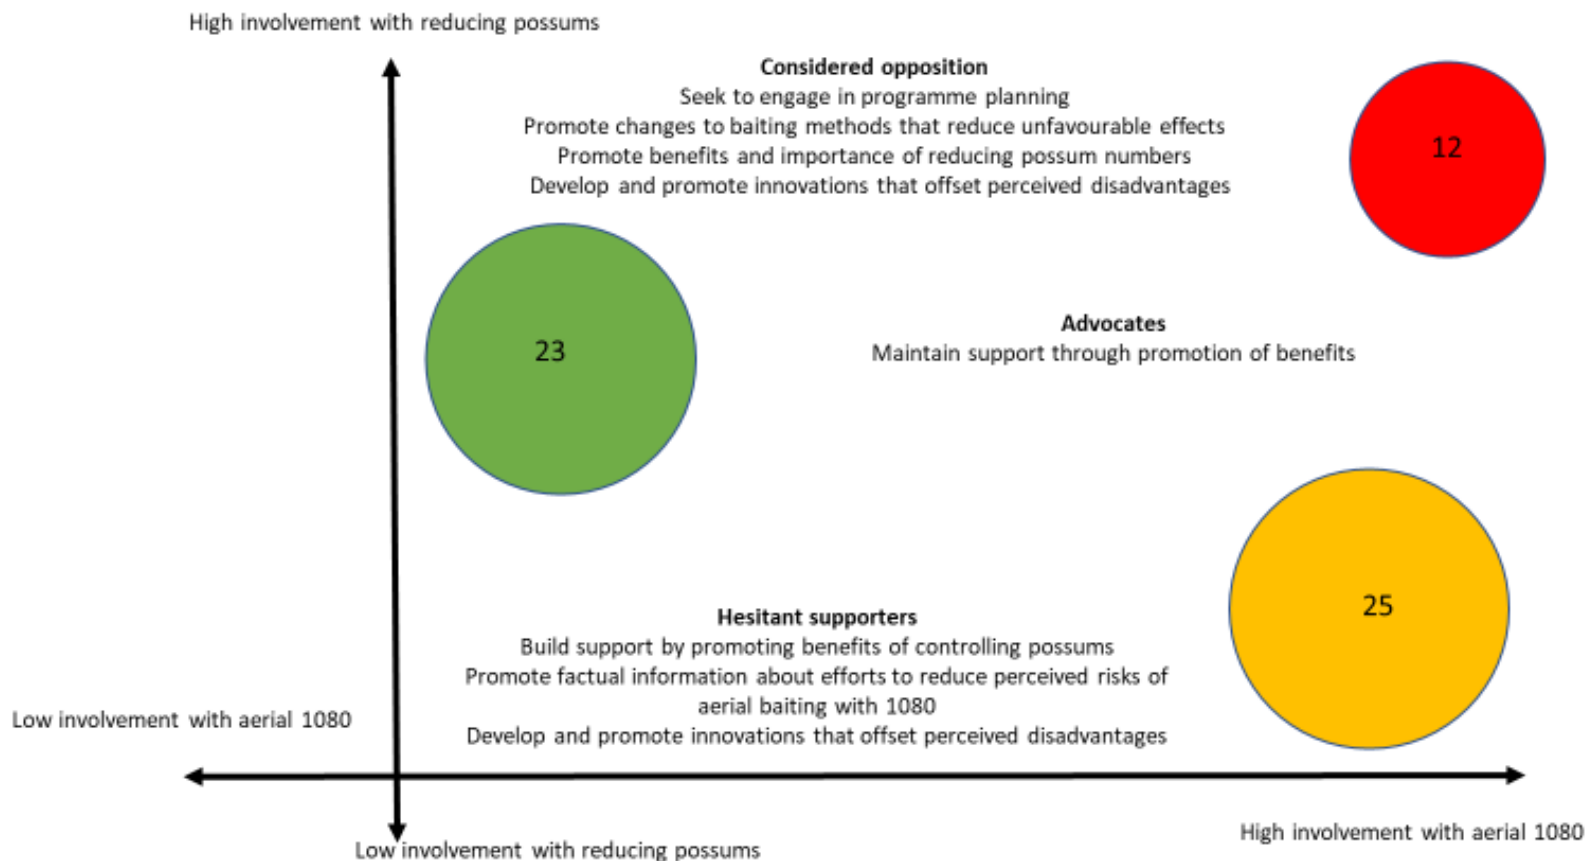 High involvement with reducing possums
Considered opposition
Seek to engage in programme planning
Promote changes to baiting methods that reduce unfavourable effects
Promote benefits and importance of reducing possum numbers
Develop and promote innovations that offset perceived disadvantages
12
23
Advocates
Maintain support through promotion of benefits
25
Hesitant supporters
Build support by promoting benefits of controlling possums
Promote factual information about efforts to reduce perceived risks of
aerial baiting with 1080
Develop and promote innovations that offset perceived disadvantages
Low involvement with aerial 1080
High involvement with aerial 1080
Low involvement with reducing possums